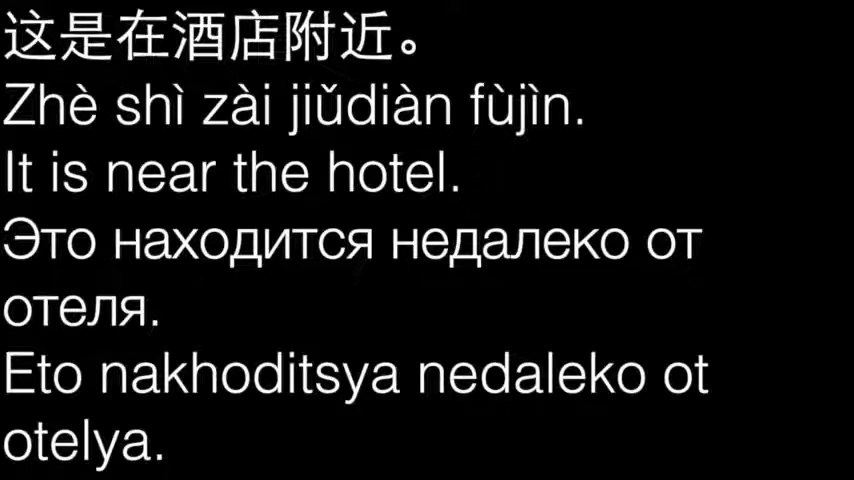 这是在酒店附近。
Zhè shì zài jiǔdiàn fùjìn.
It is near the hotel.
Это находится недалеко от
отеля.
Eto nakhoditsya nedaleko ot
otelya.